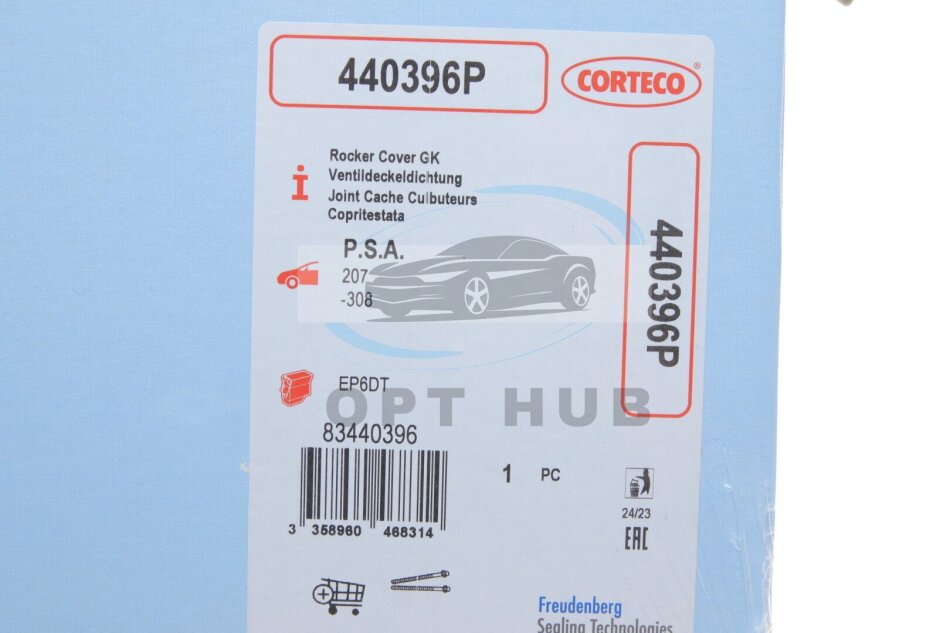 440396P
CORTECO®
Rocker Cover GK
Ventildeckeldichtung
Joint Cache Culbuteurs
Copritestata
440396P
P.S.A.
207
-308
EP6DT
OPT HUB
83440396
1 PC
3 358960 468314
24/23
EAC
Freudenberg
Sealing Technologies